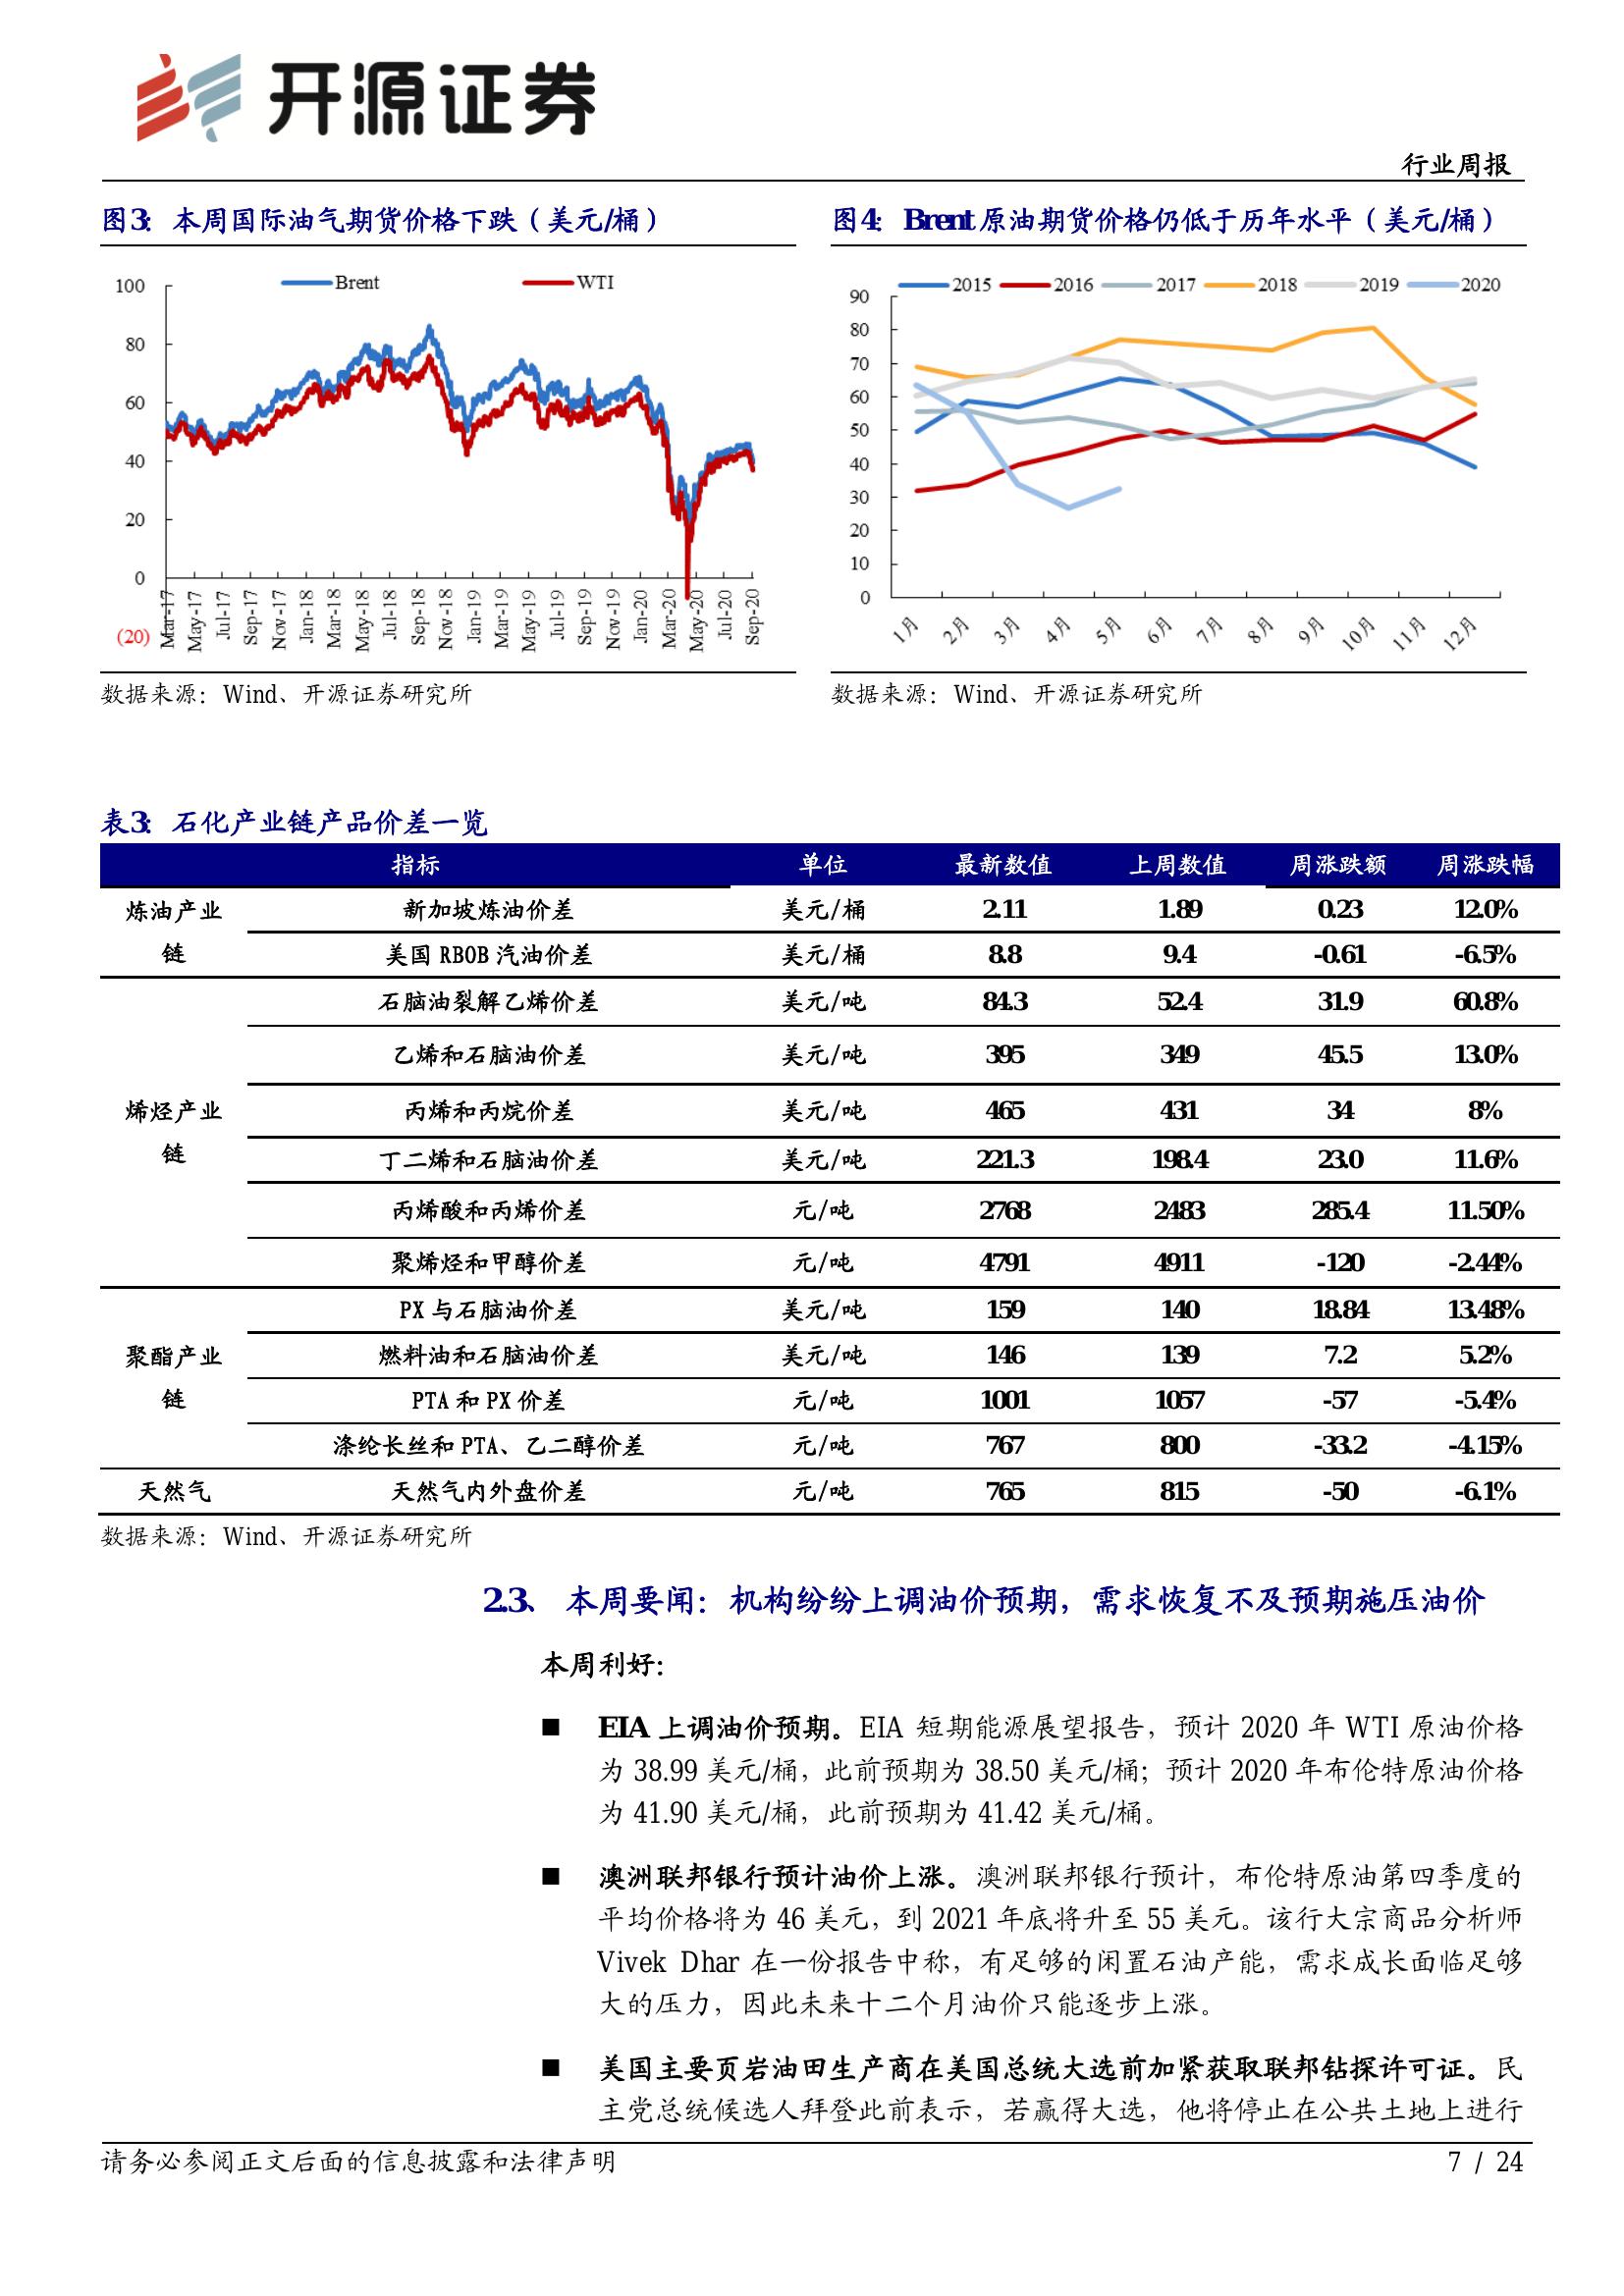 开源证券
行业周报
图3：本周国际油气期货价格下跌（美元/桶）
Brent WTI
100
80
60
40
20
0
(20)
Mar-17 May-17 Jul-17 Sep-17 Nov-17 Jan-18 Mar-18 May-18 Jul-18 Sep-18 Nov-18 Jan-19 Mar-19 May-19 Jul-19 Sep-19 Nov-19 Jan-20 Mar-20 May-20 Jul-20 Sep-20
数据来源：Wind、开源证券研究所
图4：Brent原油期货价格仍低于历年水平（美元/桶）
2015 2016 2017 2018 2019 2020
90
80
70
60
50
40
30
20
10
0
1月 2月 3月 4月 5月 6月 7月 8月 9月 10月 11月 12月
数据来源：Wind、开源证券研究所
表3：石化产业链产品价差一览
指标 单位 最新数值 上周数值 周涨跌额 周涨跌幅
炼油产业链
新加坡炼油价差 美元/桶 2.11 1.89 0.23 12.0%
美国 RBOB 汽油价差 美元/桶 8.8 9.4 -0.61 -6.5%
烯烃产业链
石脑油裂解乙烯价差 美元/吨 84.3 52.4 31.9 60.8%
乙烯和石脑油价差 美元/吨 395 349 45.5 13.0%
丙烯和丙烷价差 美元/吨 465 431 34 8%
丁二烯和石脑油价差 美元/吨 221.3 198.4 23.0 11.6%
丙烯酸和丙烯价差 元/吨 2768 2483 285.4 11.50%
聚烯烃和甲醇价差 元/吨 4791 4911 -120 -2.44%
聚酯产业链
PX 与石脑油价差 美元/吨 159 140 18.84 13.48%
燃料油和石脑油价差 美元/吨 146 139 7.2 5.2%
PTA 和 PX 价差 元/吨 1001 1057 -57 -5.4%
涤纶长丝和 PTA、乙二醇价差 元/吨 767 800 -33.2 -4.15%
天然气 天然气内外盘价差 元/吨 765 815 -50 -6.1%
数据来源：Wind、开源证券研究所
2.3、 本周要闻：机构纷纷上调油价预期，需求恢复不及预期施压油价
本周利好：
■ EIA 上调油价预期。EIA 短期能源展望报告，预计 2020 年 WTI 原油价格
为 38.99 美元/桶，此前预期为 38.50 美元/桶；预计 2020 年布伦特原油价格
为 41.90 美元/桶，此前预期为 41.42 美元/桶。
■ 澳洲联邦银行预计油价上涨。澳洲联邦银行预计，布伦特原油第四季度的
平均价格将为 46 美元，到 2021 年底将升至 55 美元。该行大宗商品分析师
Vivek Dhar 在一份报告中称，有足够的闲置石油产能，需求成长面临足够
大的压力，因此未来十二个月油价只能逐步上涨。
■ 美国主要页岩油田生产商在美国总统大选前加紧获取联邦钻探许可证。民
主党总统候选人拜登此前表示，若赢得大选，他将停止在公共土地上进行
请务必参阅正文后面的信息披露和法律声明
7 / 24